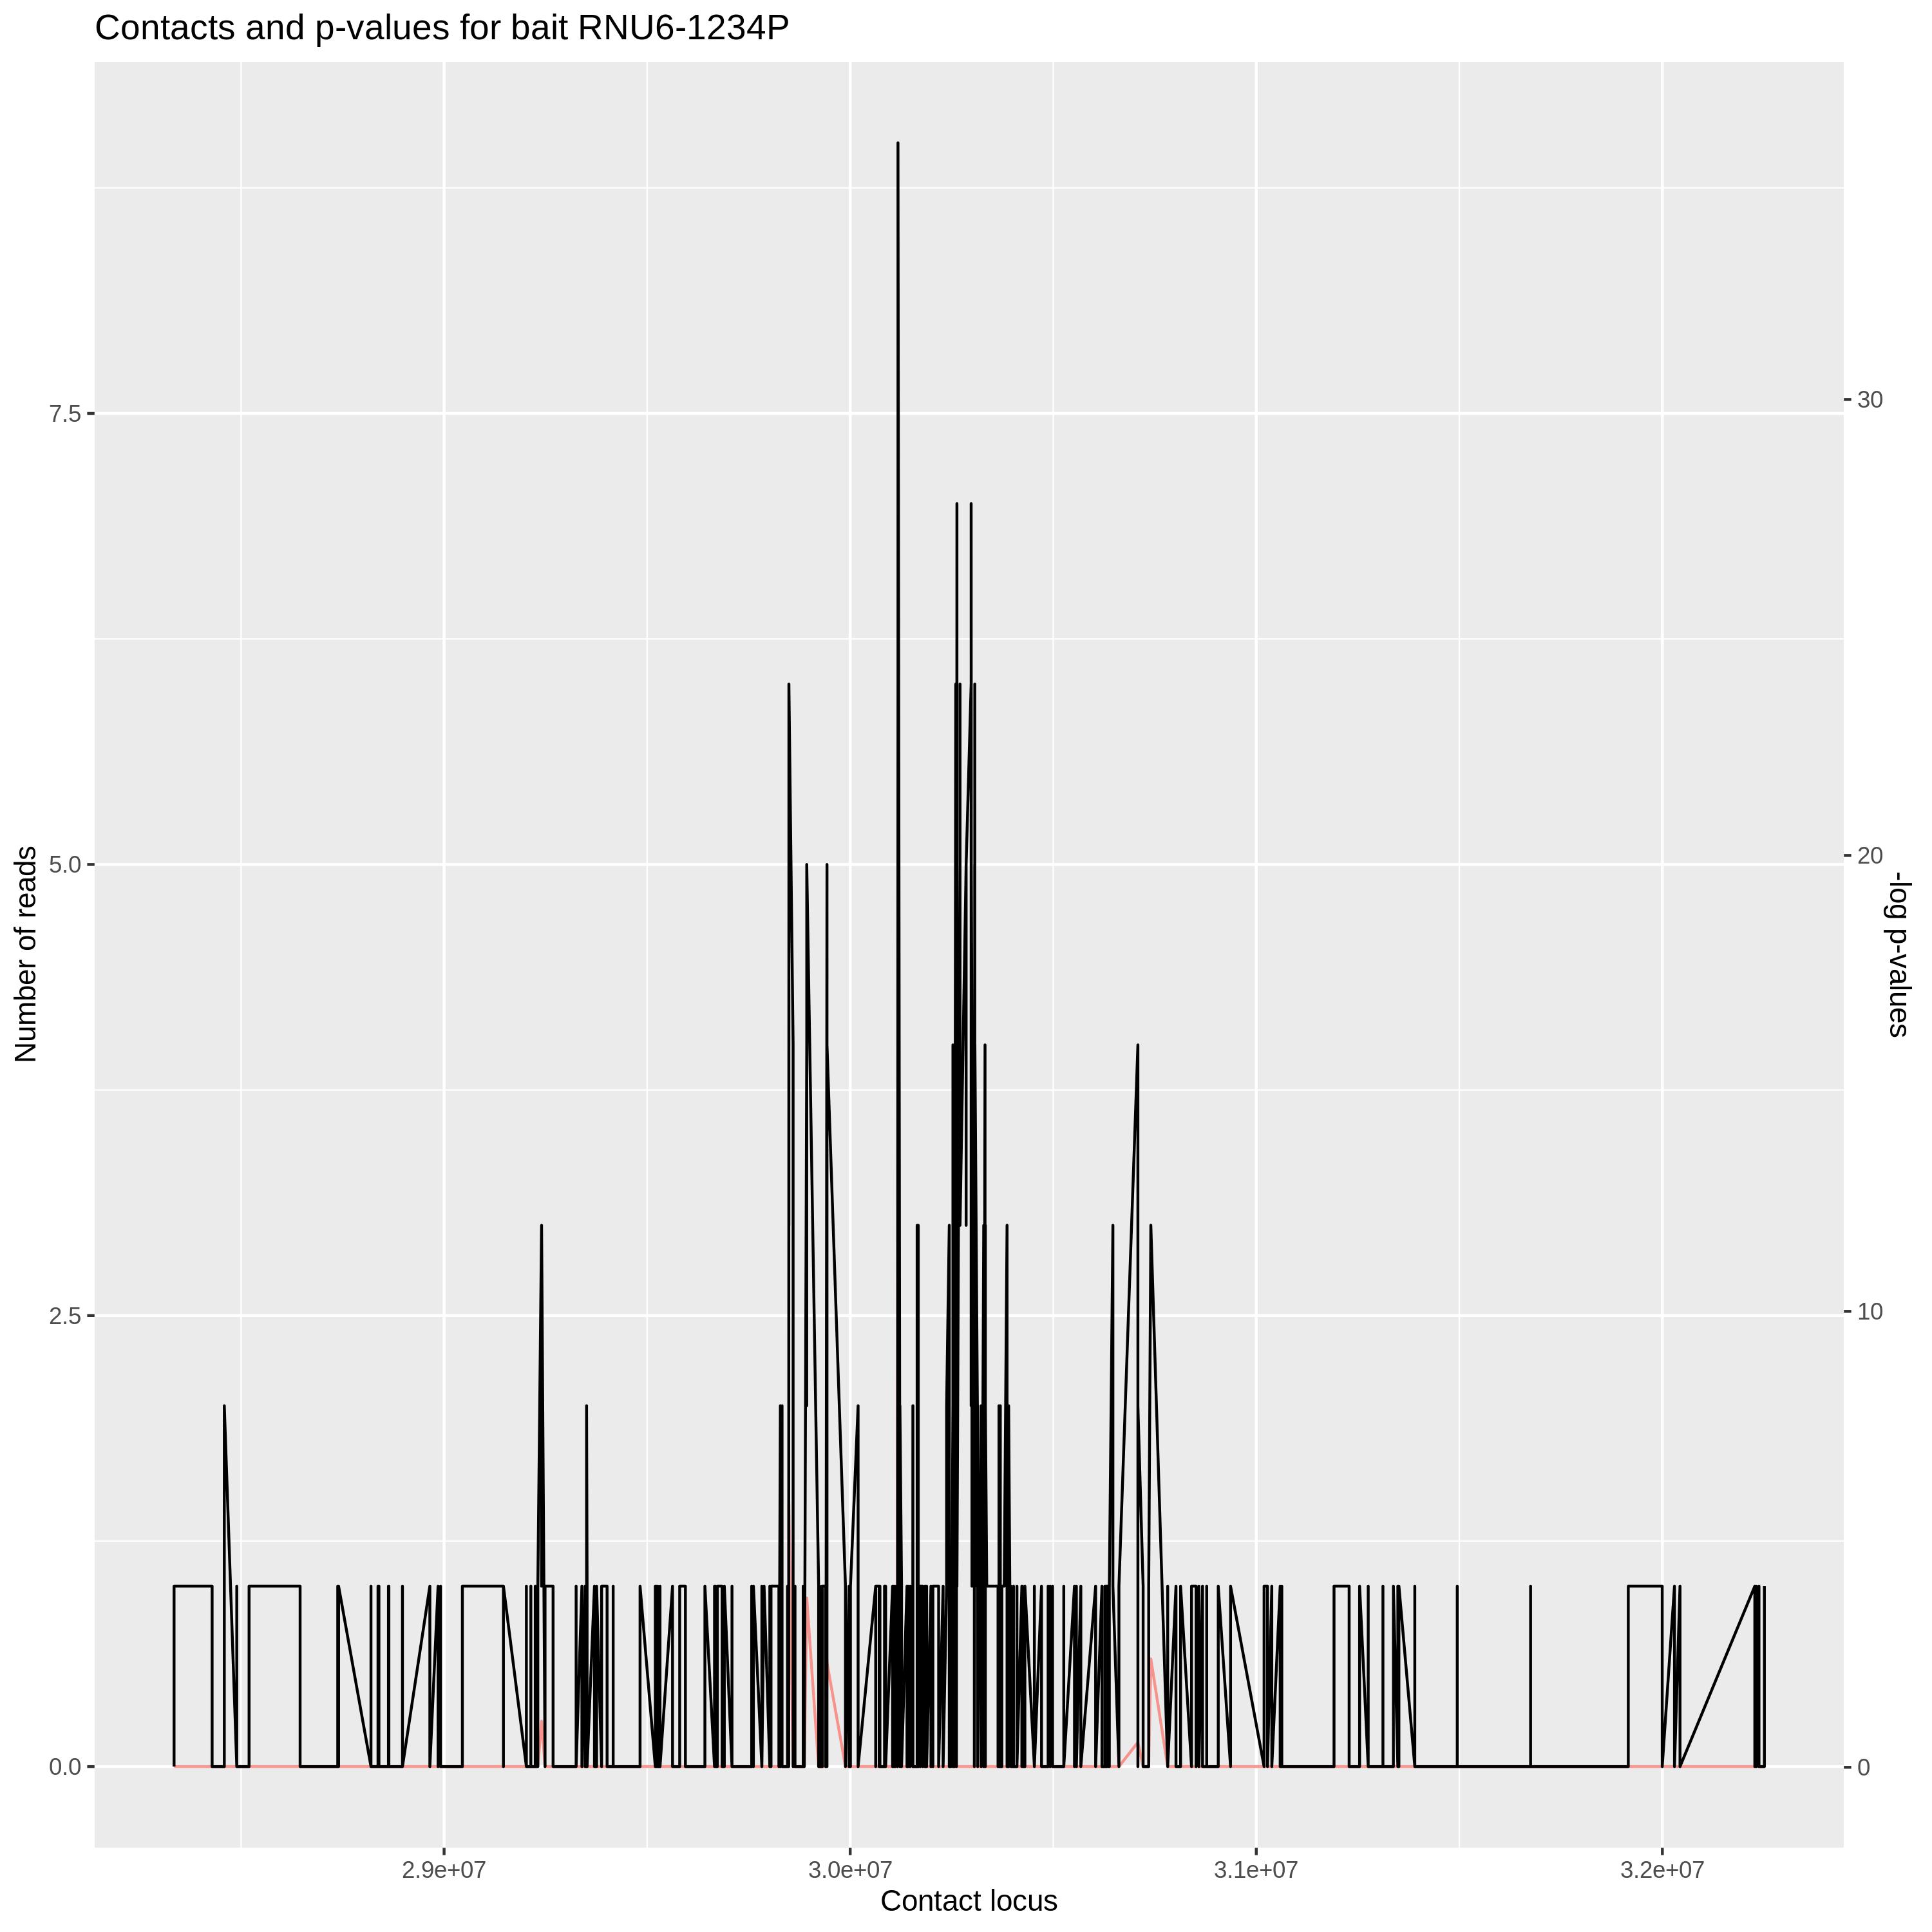 Contacts and p-values for bait RNU6-1234P
7.5
5.0
2.5
0.0
Number of reads
30
20
10
0
-log p-values
2.9e+07
3.0e+07
3.1e+07
3.2e+07
Contact locus